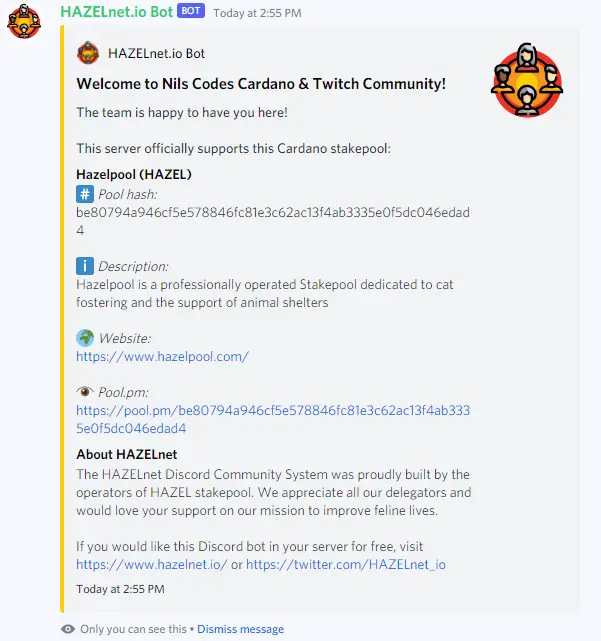 HAZELnet.io Bot BOT Today at 2:55 PM
HAZELnet.io Bot
Welcome to Nils Codes Cardano & Twitch Community!
The team is happy to have you here!
This server officially supports this Cardano stakepool:
Hazelpool (HAZEL)
# Pool hash:
be80794a946cf5e578846fc81e3c62ac13f4ab3335e0f5dc046edad
4
i Description:
Hazelpool is a professionally operated Stakepool dedicated to cat
fostering and the support of animal shelters
Website:
https://www.hazelpool.com/
Pool.pm:
https://pool.pm/be80794a946cf5e578846fc81e3c62ac13f4ab333
5e0f5dc046edad4
About HAZELnet
The HAZELnet Discord Community System was proudly built by the
operators of HAZEL stakepool. We appreciate all our delegators and
would love your support on our mission to improve feline lives.
If you would like this Discord bot in your server for free, visit
https://www.hazelnet.io/ or https://twitter.com/HAZELnet_io
Today at 2:55 PM
Only you can see this • Dismiss message